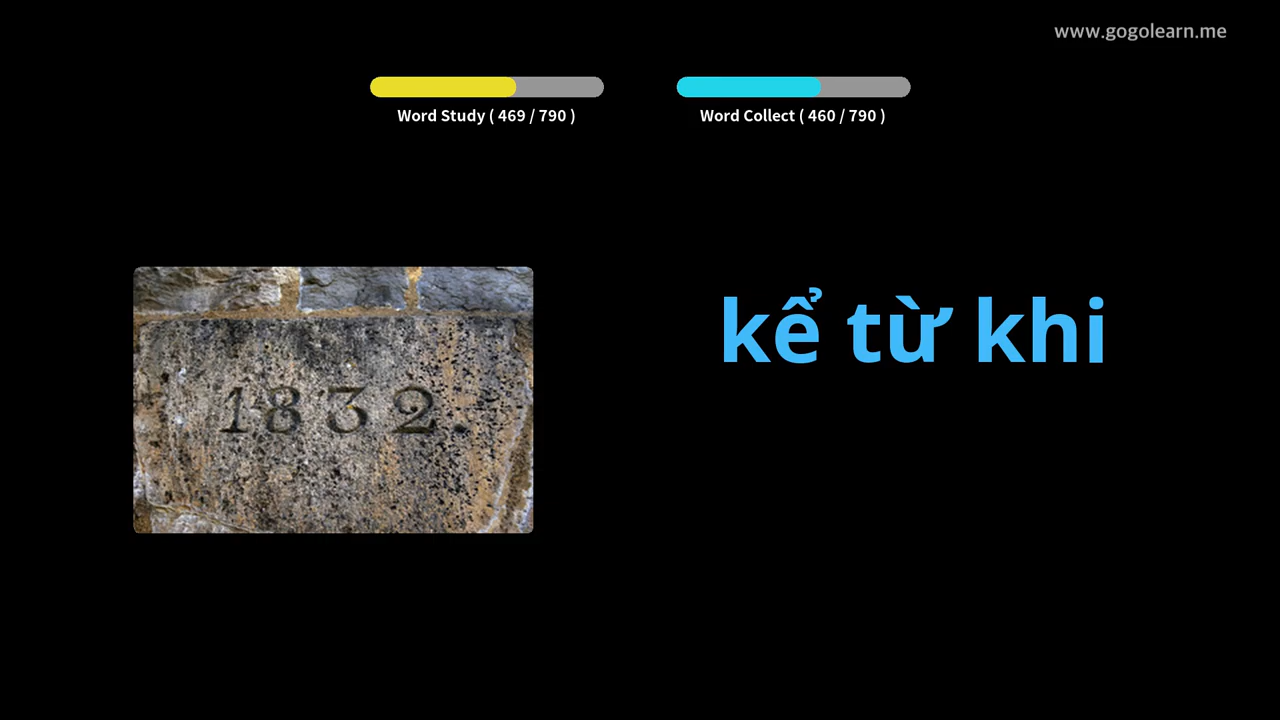 www.gogolearn.me
Word Study ( 469 / 790 )
Word Collect ( 460 / 790 )
kể từ khi
1832.